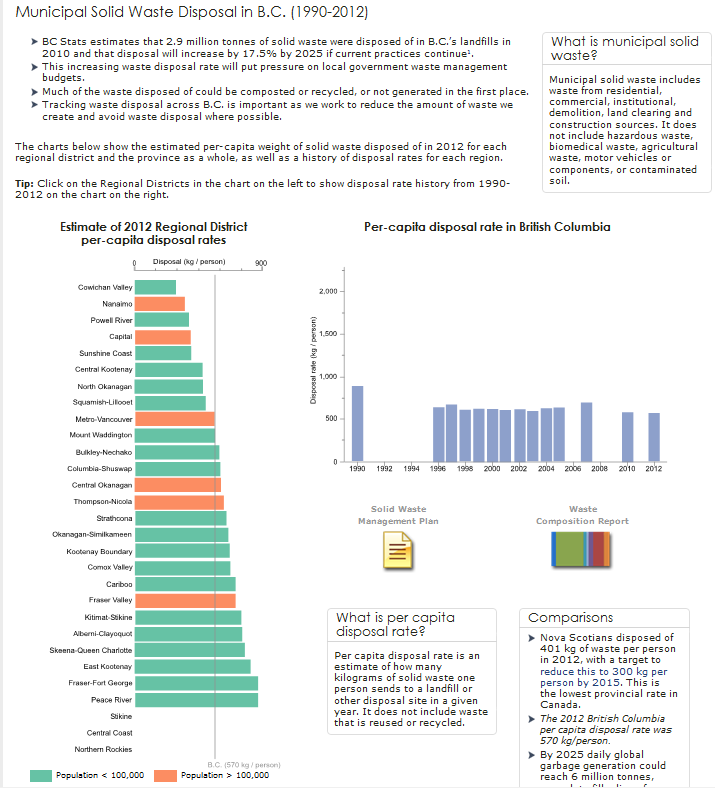 Municipal Solid Waste Disposal in B.C. (1990-2012)
BC Stats estimates that 2.9 million tonnes of solid waste were disposed of in B.C.'s landfills in
2010 and that disposal will increase by 17.5% by 2025 if current practices continue¹.
This increasing waste disposal rate will put pressure on local government waste management
budgets.
Much of the waste disposed of could be composted or recycled, or not generated in the first place.
Tracking waste disposal across B.C. is important as we work to reduce the amount of waste we
create and avoid waste disposal where possible.
The charts below show the estimated per-capita weight of solid waste disposed of in 2012 for each
regional district and the province as a whole, as well as a history of disposal rates for each region.
Tip: Click on the Regional Districts in the chart on the left to show disposal rate history from 1990-
2012 on the chart on the right.
What is municipal solid
waste?
Municipal solid waste includes
waste from residential,
commercial, institutional,
demolition, land clearing and
construction sources. It does
not include hazardous waste,
biomedical waste, agricultural
waste, motor vehicles or
components, or contaminated
soil.
Estimate of 2012 Regional District
per-capita disposal rates
0 Disposal (kg / person) 900
Cowichan Valley
Nanaimo
Powell River
Capital
Sunshine Coast
Central Kootenay
North Okanagan
Squamish-Lillooet
Metro-Vancouver
Mount Waddington
Bulkley-Nechako
Columbia-Shuswap
Central Okanagan
Thompson-Nicola
Strathcona
Okanagan-Similkameen
Kootenay Boundary
Comox Valley
Cariboo
Fraser Valley
Kitimat-Stikine
Alberni-Clayoquot
Skeena-Queen Charlotte
East Kootenay
Fraser-Fort George
Peace River
Stikine
Central Coast
Northern Rockies
B.C. (570 kg / person)
Population < 100,000 Population > 100,000
Per-capita disposal rate in British Columbia
Disposal rate (kg / person)
2,000
1,500
1,000
500
0
1990 1992 1994 1996 1998 2000 2002 2004 2006 2008 2010 2012
Solid Waste
Management Plan
Waste
Composition Report
What is per capita
disposal rate?
Per capita disposal rate is an
estimate of how many
kilograms of solid waste one
person sends to a landfill or
other disposal site in a given
year. It does not include waste
that is reused or recycled.
Comparisons
Nova Scotians disposed of
401 kg of waste per person
in 2012, with a target to
reduce this to 300 kg per
person by 2015. This is
the lowest provincial rate in
Canada.
The 2012 British Columbia
per capita disposal rate was
570 kg/person.
By 2025 daily global
garbage generation could
reach 6 million tonnes,